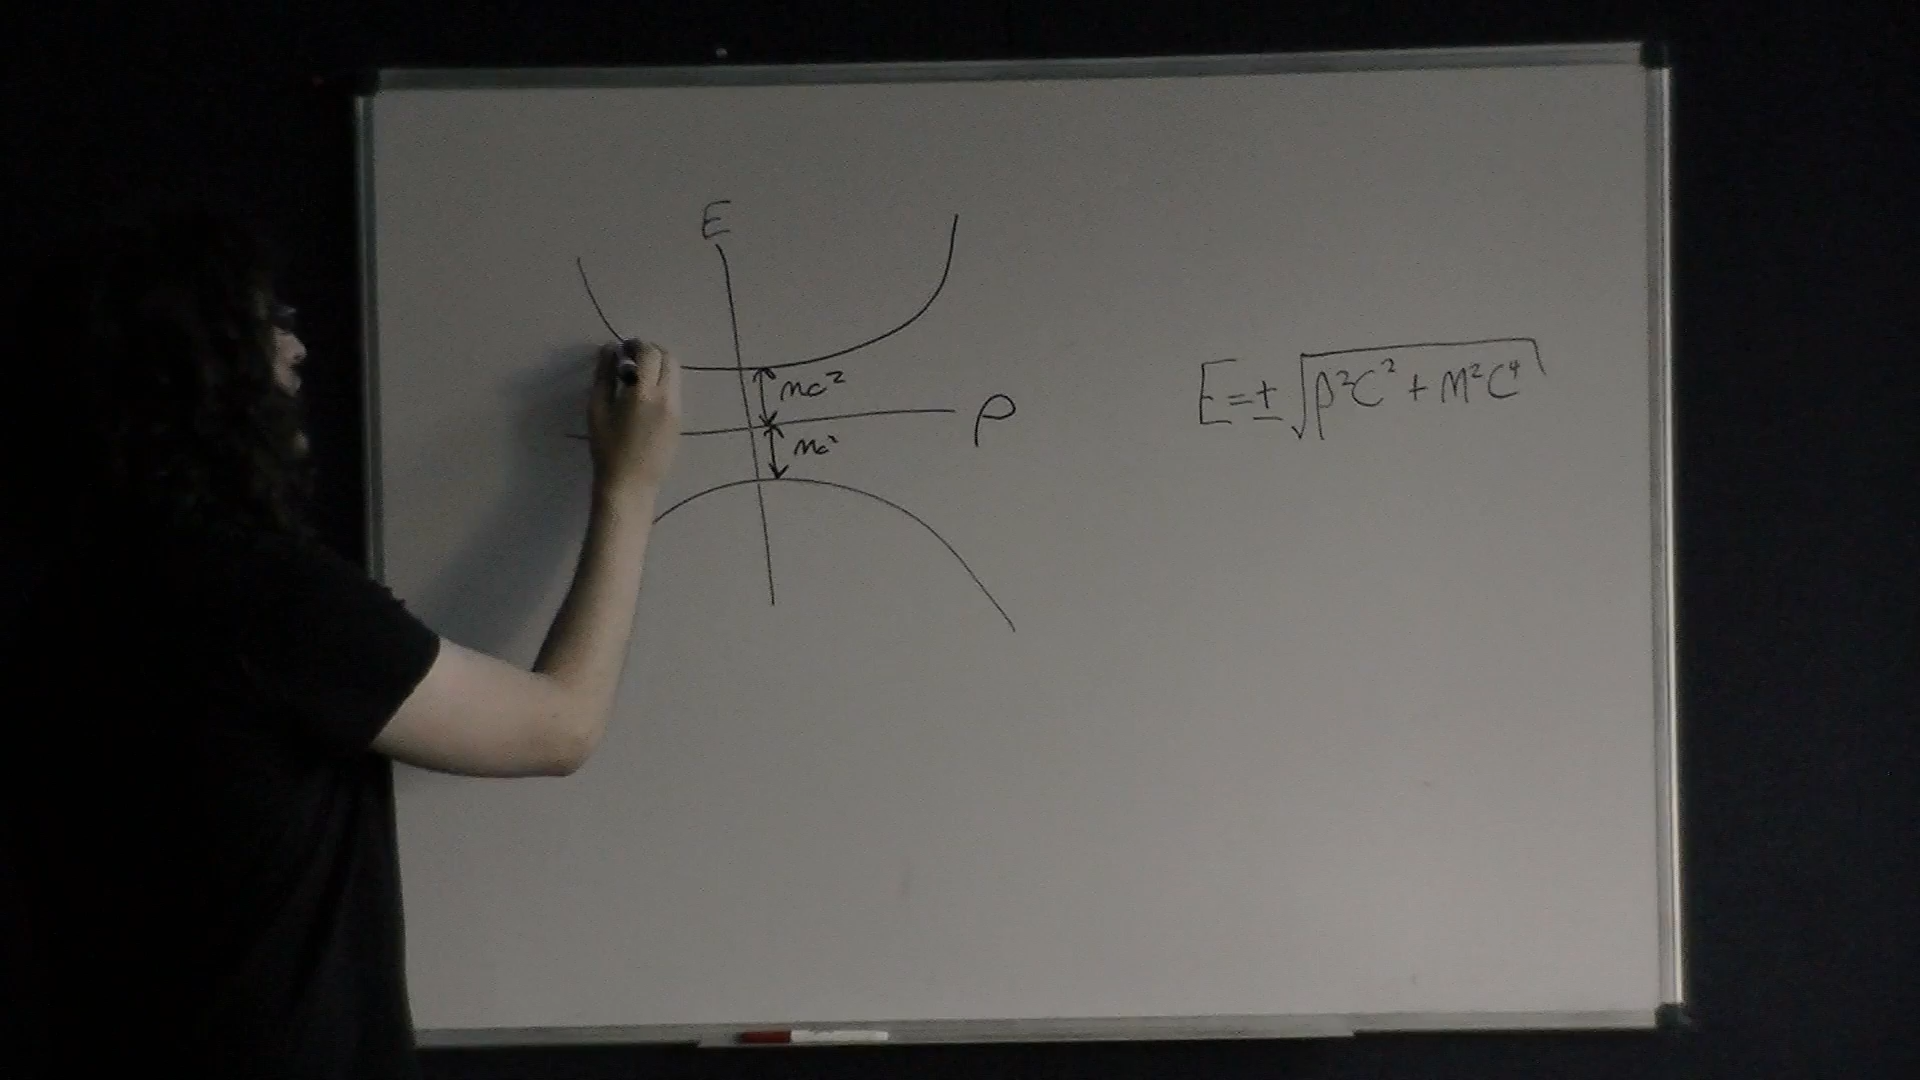 E
mc²
ρ
mc²
E=±√p²c²+m²c⁴